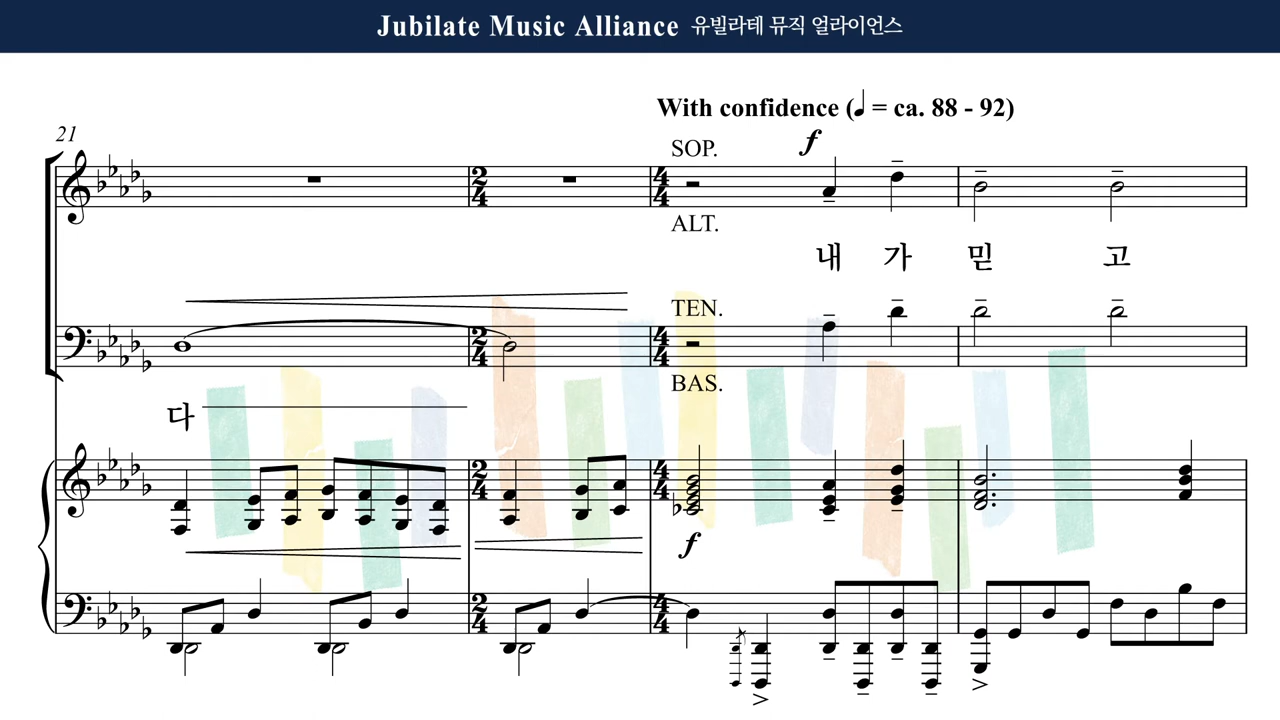 Jubilate Music Alliance 유빌라테 뮤직 얼라이언스
With confidence (♩ = ca. 88 - 92)
21
SOP.
f
ALT.
내 가 믿 고
TEN.
BAS.
다
f